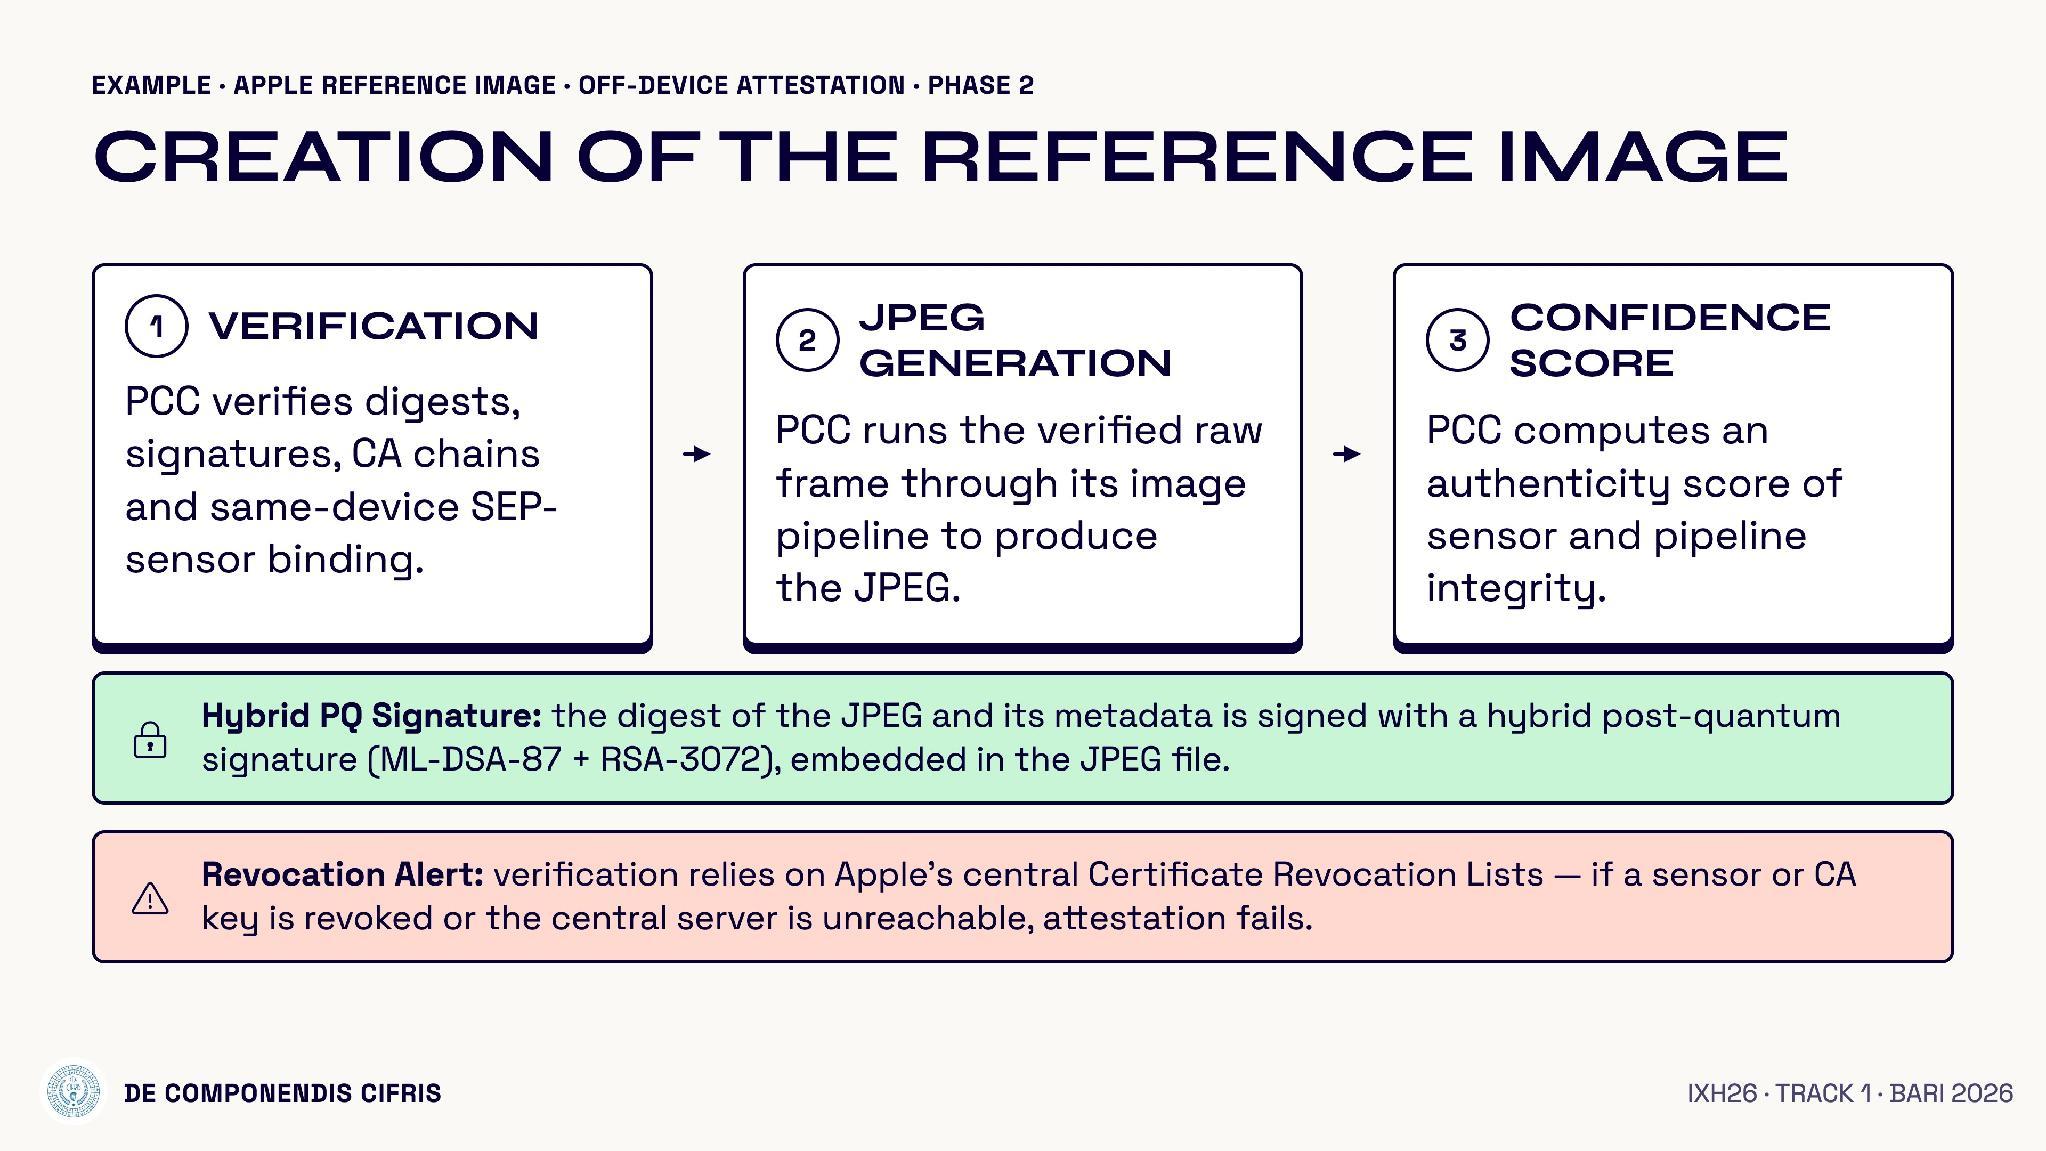 EXAMPLE · APPLE REFERENCE IMAGE · OFF-DEVICE ATTESTATION · PHASE 2
CREATION OF THE REFERENCE IMAGE
1 VERIFICATION
PCC verifies digests,
signatures, CA chains
and same-device SEP-
sensor binding.
2 JPEG
GENERATION
PCC runs the verified raw
frame through its image
pipeline to produce
the JPEG.
3 CONFIDENCE
SCORE
PCC computes an
authenticity score of
sensor and pipeline
integrity.
Hybrid PQ Signature: the digest of the JPEG and its metadata is signed with a hybrid post-quantum
signature (ML-DSA-87 + RSA-3072), embedded in the JPEG file.
Revocation Alert: verification relies on Apple’s central Certificate Revocation Lists — if a sensor or CA
key is revoked or the central server is unreachable, attestation fails.
DE COMPONENDIS CIFRIS
IXH26 · TRACK 1 · BARI 2026